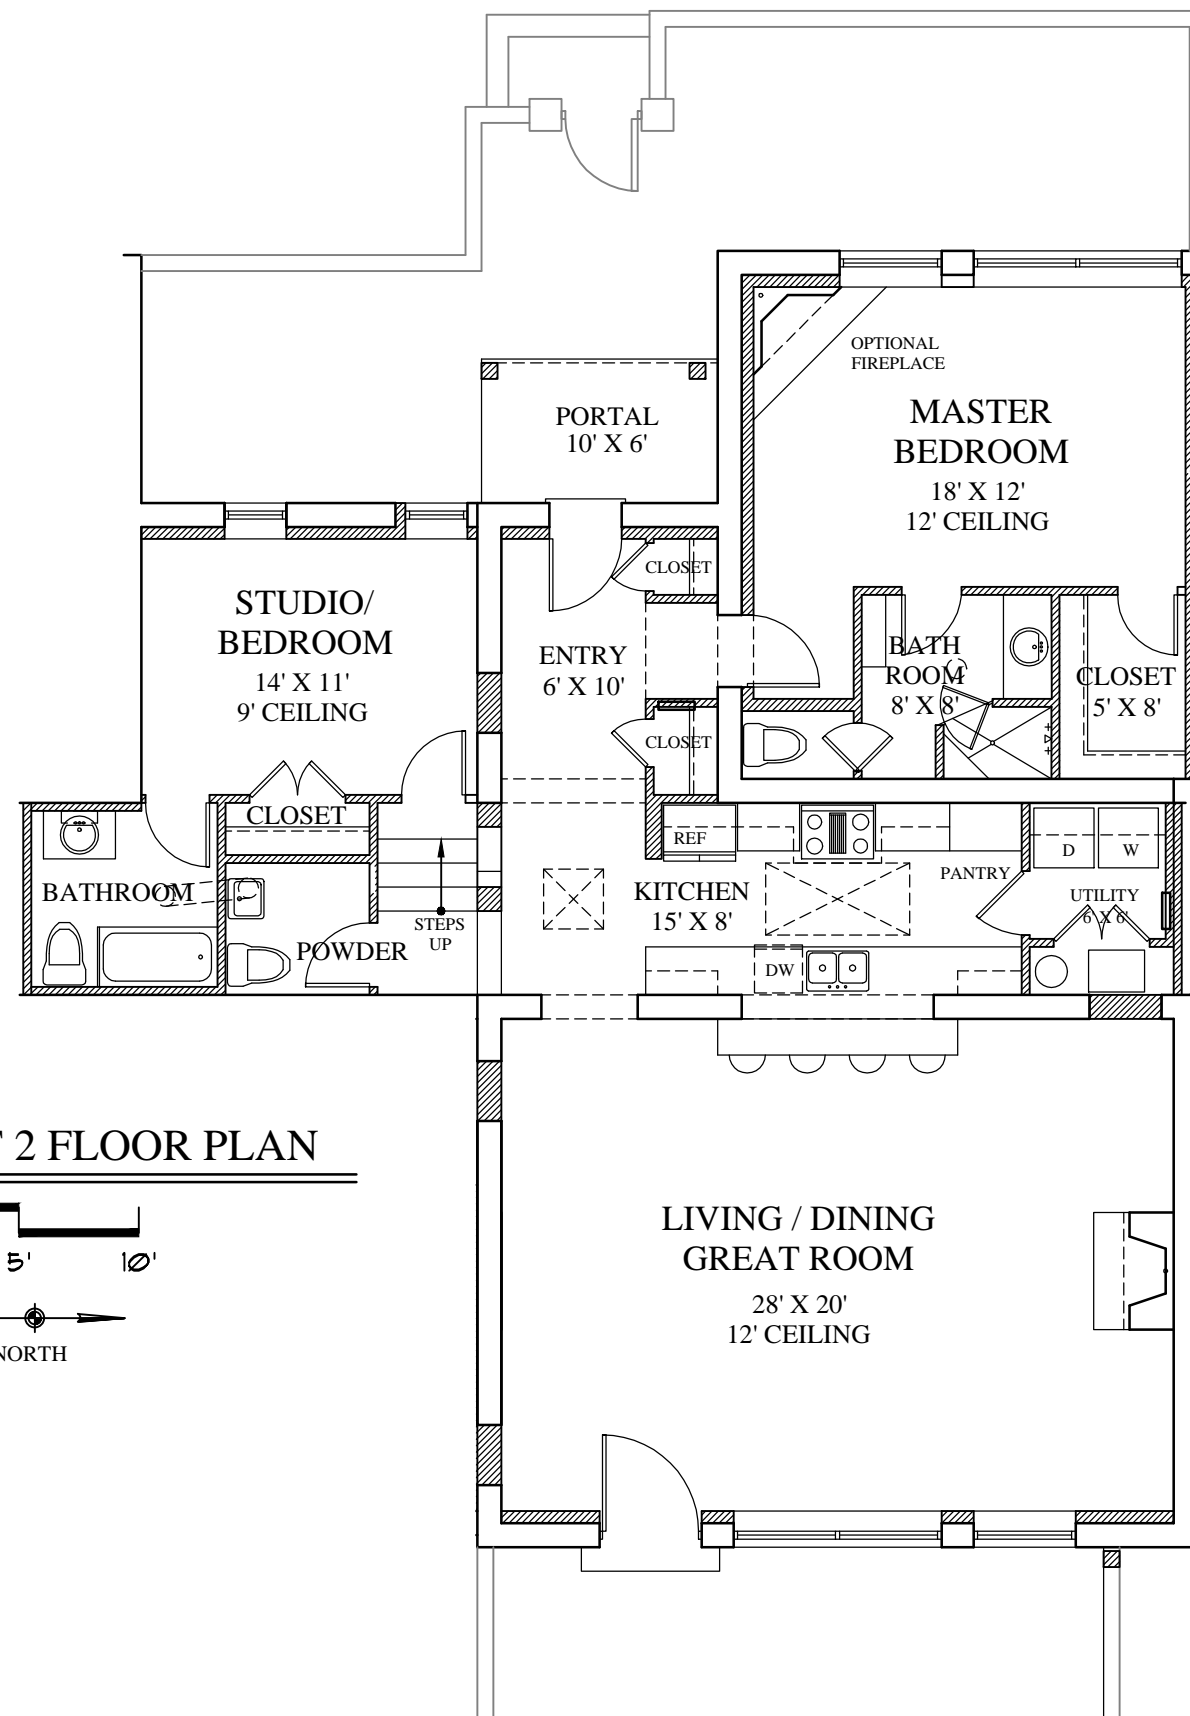 OPTIONAL
FIREPLACE
MASTER
BEDROOM
18' X 12'
12' CEILING
PORTAL
10' X 6'
CLOSET
STUDIO/
BEDROOM
14' X 11'
9' CEILING
ENTRY
6' X 10'
BATH
ROOM
8' X 8'
CLOSET
5' X 8'
CLOSET
CLOSET
REF
KITCHEN
15' X 8'
PANTRY
D
W
UTILITY
6' X 6'
BATHROOM
STEPS
UP
POWDER
DW
2 FLOOR PLAN
5'
10'
NORTH
LIVING / DINING
GREAT ROOM
28' X 20'
12' CEILING